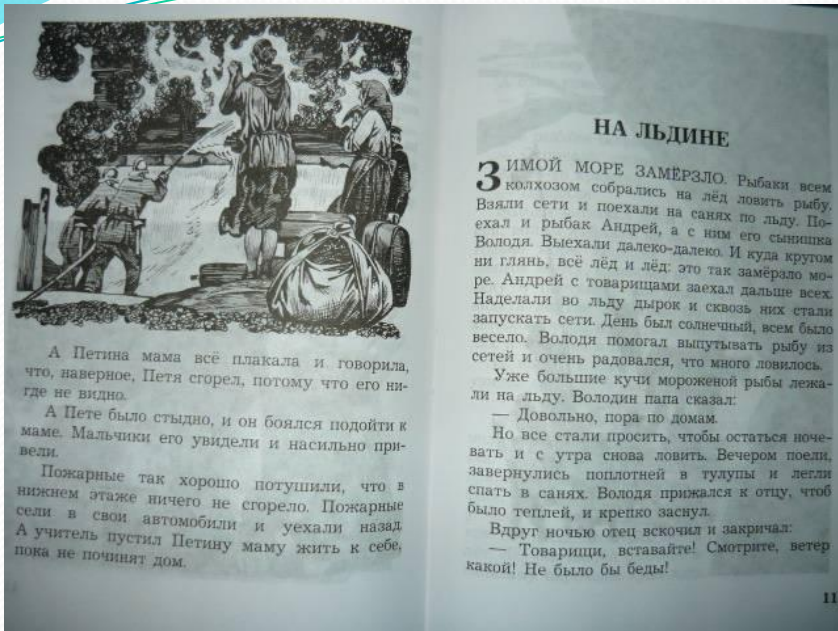 А Петина мама всё плакала и говорила,
что, наверное, Петя сгорел, потому что его ни-
где не видно.
А Пете было стыдно, и он боялся подойти к
маме. Мальчики его увидели и насильно при-
вели.
Пожарные так хорошо потушили, что в
нижнем этаже ничего не сгорело. Пожарные
сели в свои автомобили и уехали назад.
А учитель пустил Петину маму жить к себе,
пока не починят дом.
НА ЛЬДИНЕ
ЗИМОЙ МОРЕ ЗАМЁРЗЛО. Рыбаки всем
колхозом собрались на лёд ловить рыбу.
Взяли сети и поехали на санях по льду. По-
ехал и рыбак Андрей, а с ним его сынишка
Володя. Выехали далеко-далеко. И куда кругом
ни глянь, всё лёд и лёд: это так замёрзло мо-
ре. Андрей с товарищами заехал дальше всех.
Наделали во льду дырок и сквозь них стали
запускать сети. День был солнечный, всем было
весело. Володя помогал выпутывать рыбу из
сетей и очень радовался, что много ловилось.
Уже большие кучи мороженой рыбы лежа-
ли на льду. Володин папа сказал:
— Довольно, пора по домам.
Но все стали просить, чтобы остаться ноче-
вать и с утра снова ловить. Вечером поели,
завернулись поплотней в тулупы и легли
спать в санях. Володя прижался к отцу, чтоб
было теплей, и крепко заснул.
Вдруг ночью отец вскочил и закричал:
— Товарищи, вставайте! Смотрите, ветер
какой! Не было бы беды!
11